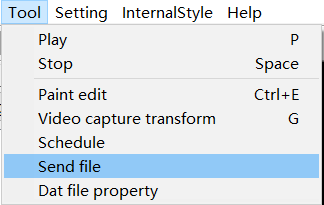 Tool Setting InternalStyle Help
Play P
Stop Space
Paint edit Ctrl+E
Video capture transform G
Schedule
Send file
Dat file property